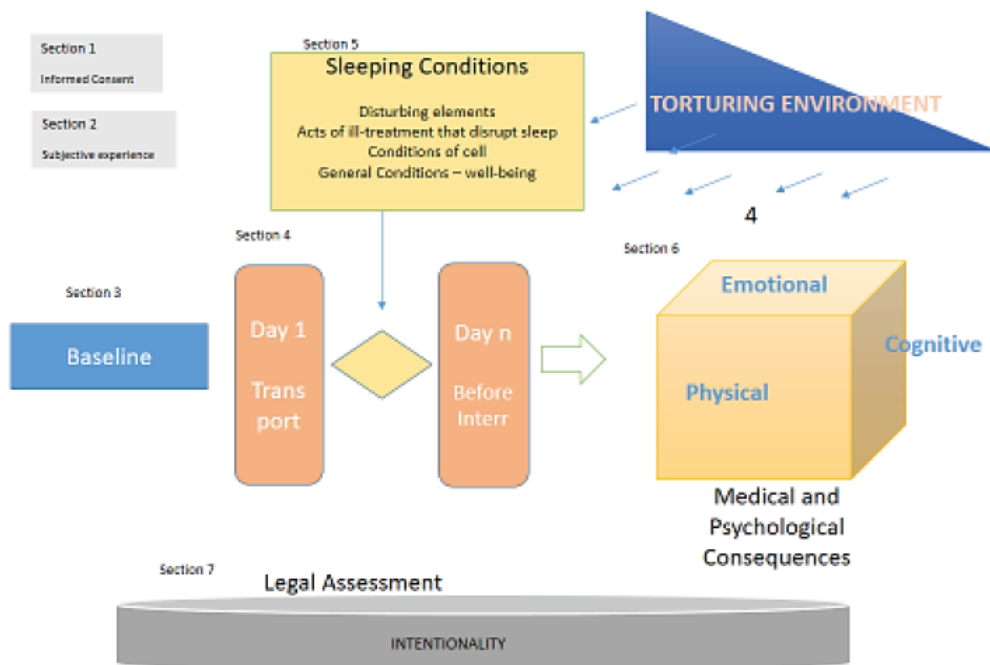 Section 1
Informed Consent
Section 2
Subjective experience
Section 5
Sleeping Conditions
Disturbing elements
Acts of ill-treatment that disrupt sleep
Conditions of cell
General Conditions – well-being
TORTURING ENVIRONMENT
4
Section 3
Baseline
Section 4
Day 1
Trans
port
Day n
Before
Interr
Section 6
Emotional
Cognitive
Physical
Medical and
Psychological
Consequences
Section 7
Legal Assessment
INTENTIONALITY